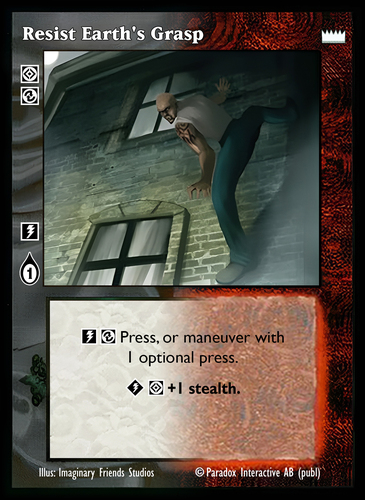 Resist Earth's Grasp
1
Press, or maneuver with
1 optional press.
+1 stealth.
Illus: Imaginary Friends Studios © Paradox Interactive AB (publ)